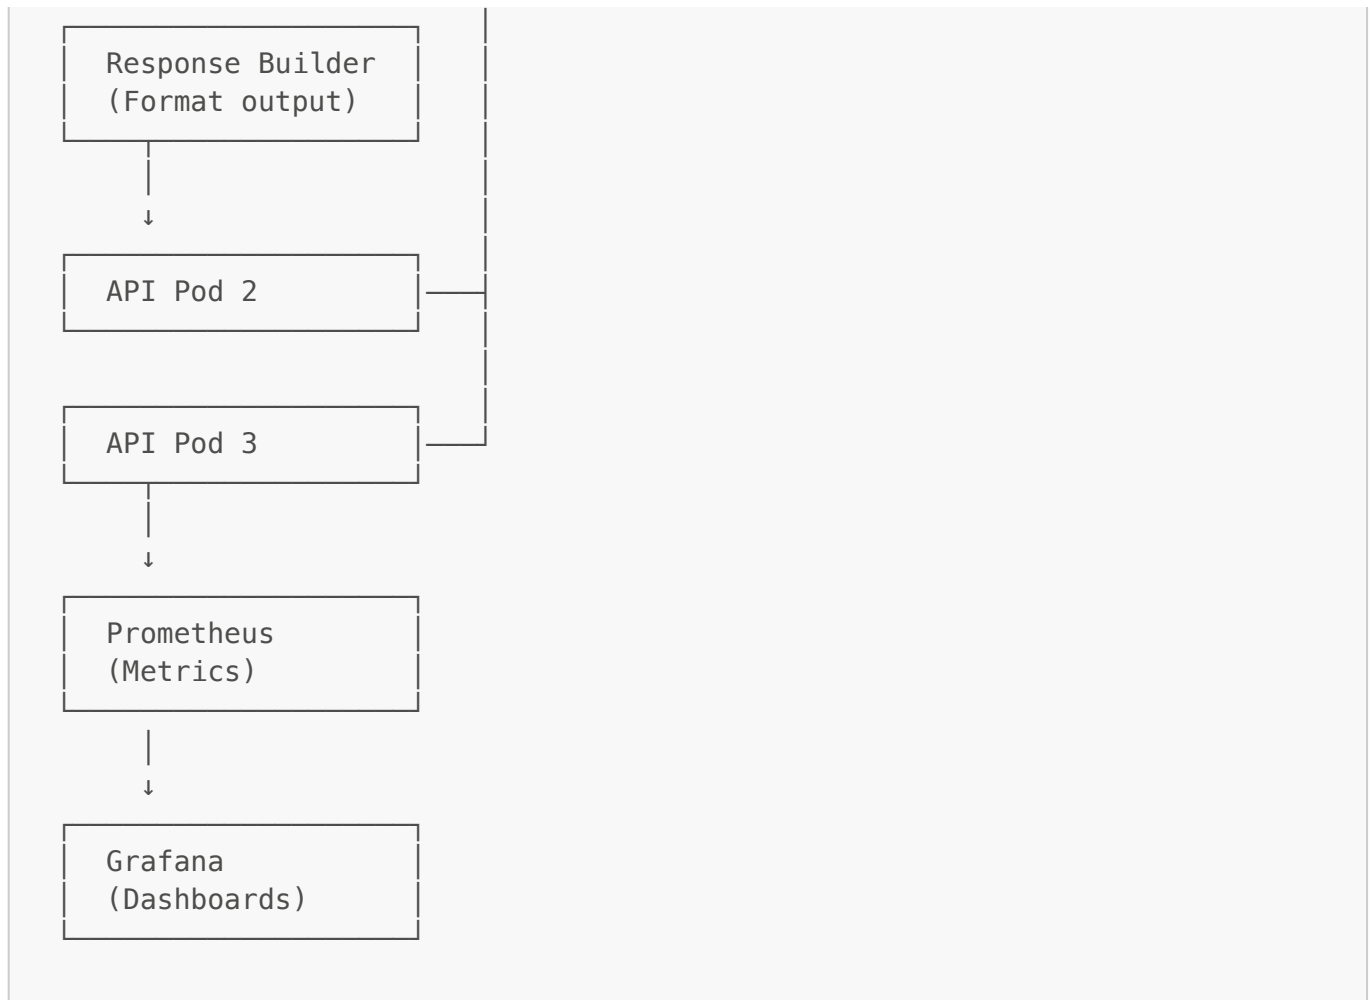 Response Builder
(Format output)
↓
API Pod 2
API Pod 3
↓
Prometheus
(Metrics)
↓
Grafana
(Dashboards)